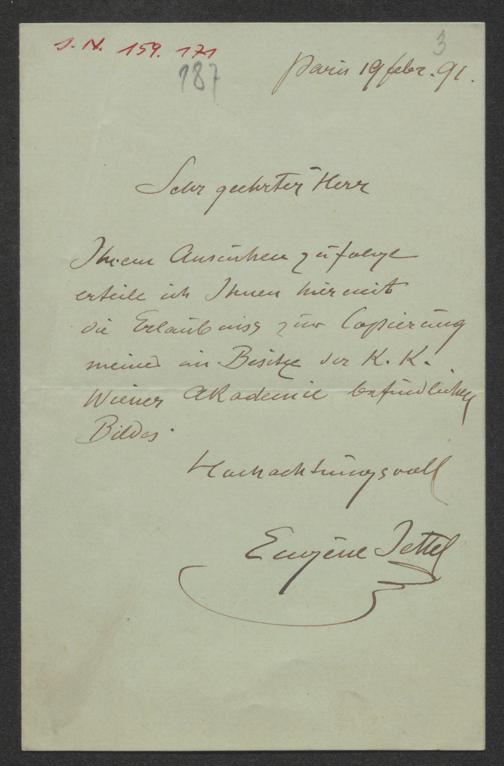 J. N. 159.171
187
3
Paris 19 febr. 91.
Sehr geehrter Herr
Ihrem Ansuchen zufolge
erteile ich Ihnen hiermit
die Erlaubniss zur Copierung
meines im Besitze der K. K.
Wiener Akademie befindlichen
Bildes.
Hochachtungsvoll
Eugène Jettel